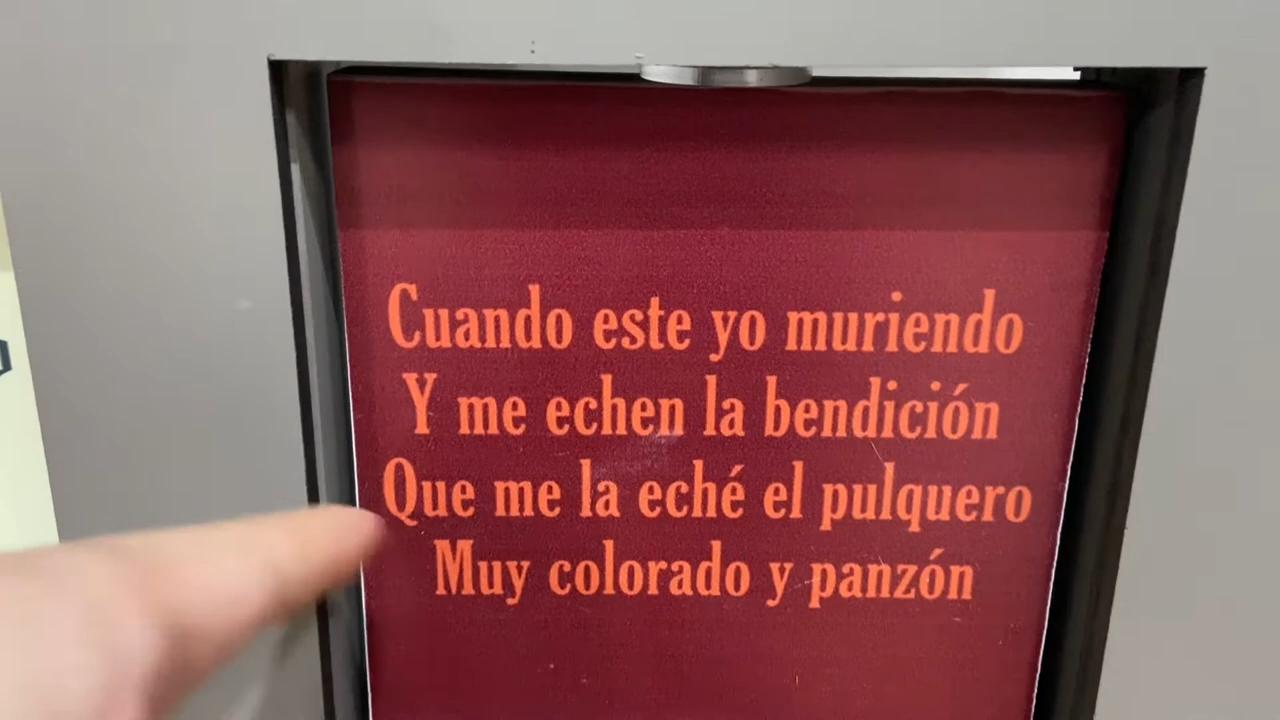 Cuando este yo muriendo
Y me echen la bendición
Que me la eché el pulquero
Muy colorado y panzón